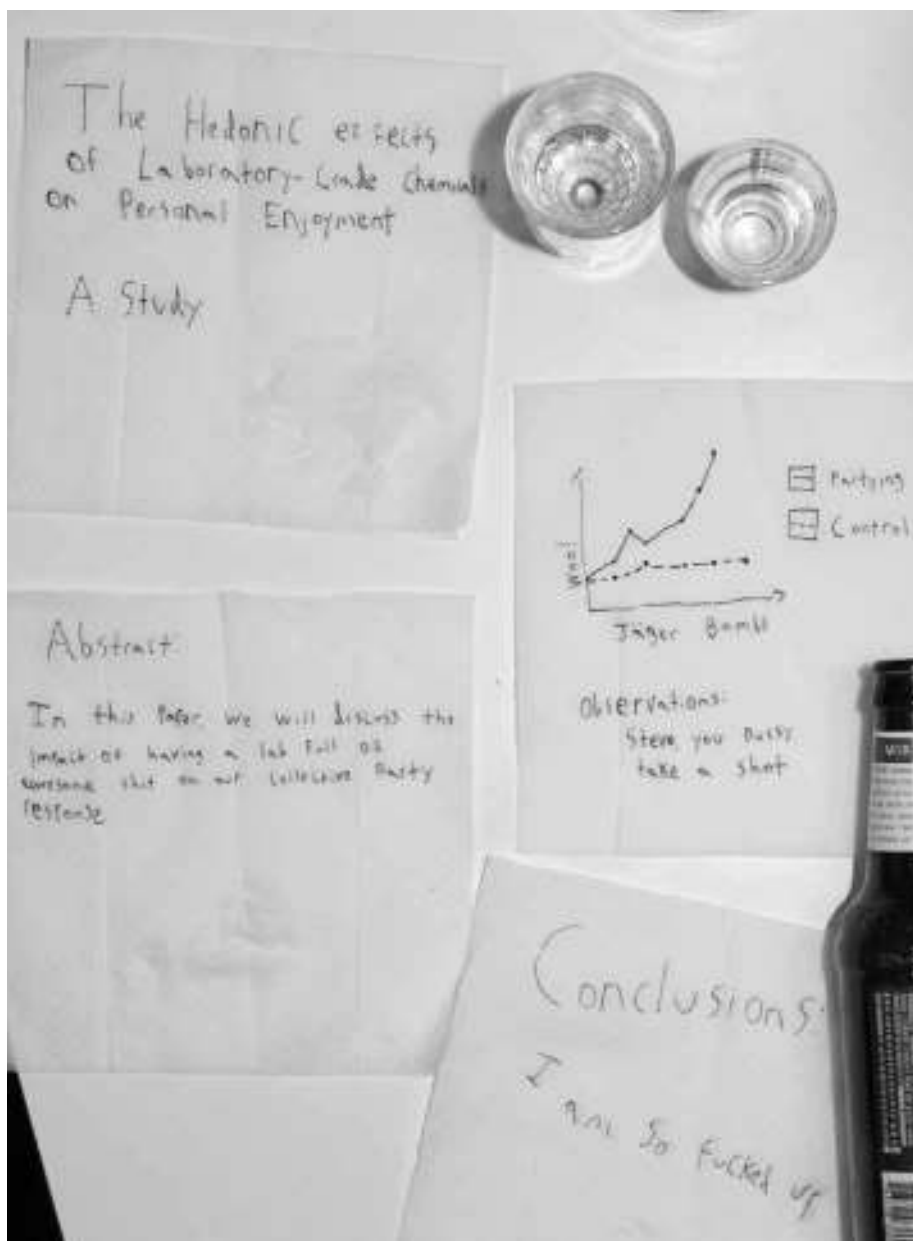 The Hedonic effects
of Laboratory-Grade Chemicals
on Personal Enjoyment
A Study
Abstract:
In this Paper, we will discuss the
impact of having a lab full of
awesome shit on our collective Party
response
Woo!
Jäger Bombs
Partying
Control
Observations:
Steve, you pussy
take a shot
Conclusions:
I am so fucked up